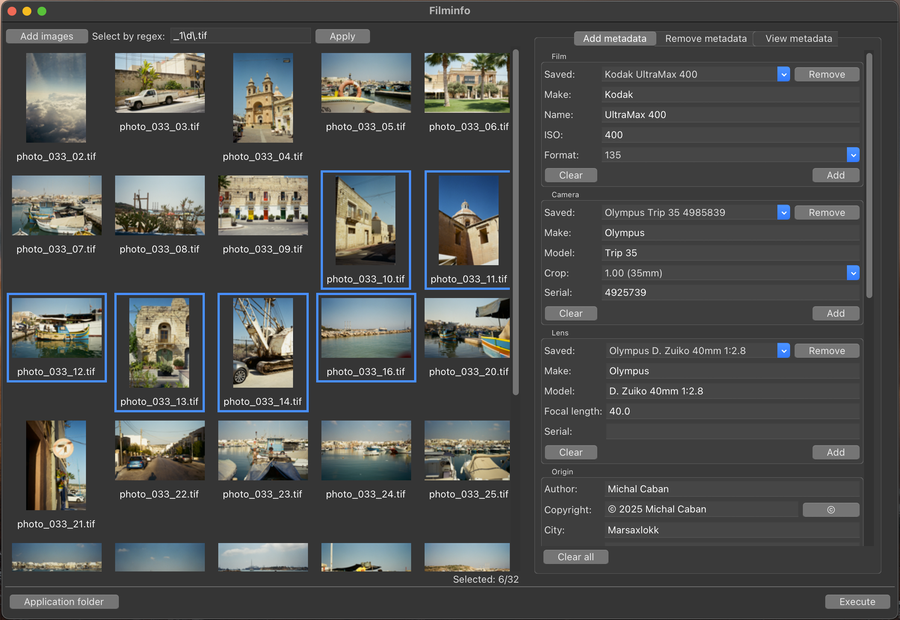 Filminfo
Add images Select by regex: _1\d\.tif Apply
photo_033_02.tif photo_033_03.tif photo_033_04.tif photo_033_05.tif photo_033_06.tif
photo_033_07.tif photo_033_08.tif photo_033_09.tif photo_033_10.tif photo_033_11.tif
photo_033_12.tif photo_033_13.tif photo_033_14.tif photo_033_16.tif photo_033_20.tif
photo_033_21.tif photo_033_22.tif photo_033_23.tif photo_033_24.tif photo_033_25.tif
Selected: 6/32
Add metadata Remove metadata View metadata
Film
Saved: Kodak UltraMax 400 Remove
Make: Kodak
Name: UltraMax 400
ISO: 400
Format: 135
Clear Add
Camera
Saved: Olympus Trip 35 4985839 Remove
Make: Olympus
Model: Trip 35
Crop: 1.00 (35mm)
Serial: 4925739
Clear Add
Lens
Saved: Olympus D. Zuiko 40mm 1:2.8 Remove
Make: Olympus
Model: D. Zuiko 40mm 1:2.8
Focal length: 40.0
Serial:
Clear Add
Origin
Author: Michal Caban
Copyright: © 2025 Michal Caban ©
City: Marsaxlokk
Clear all
Application folder Execute